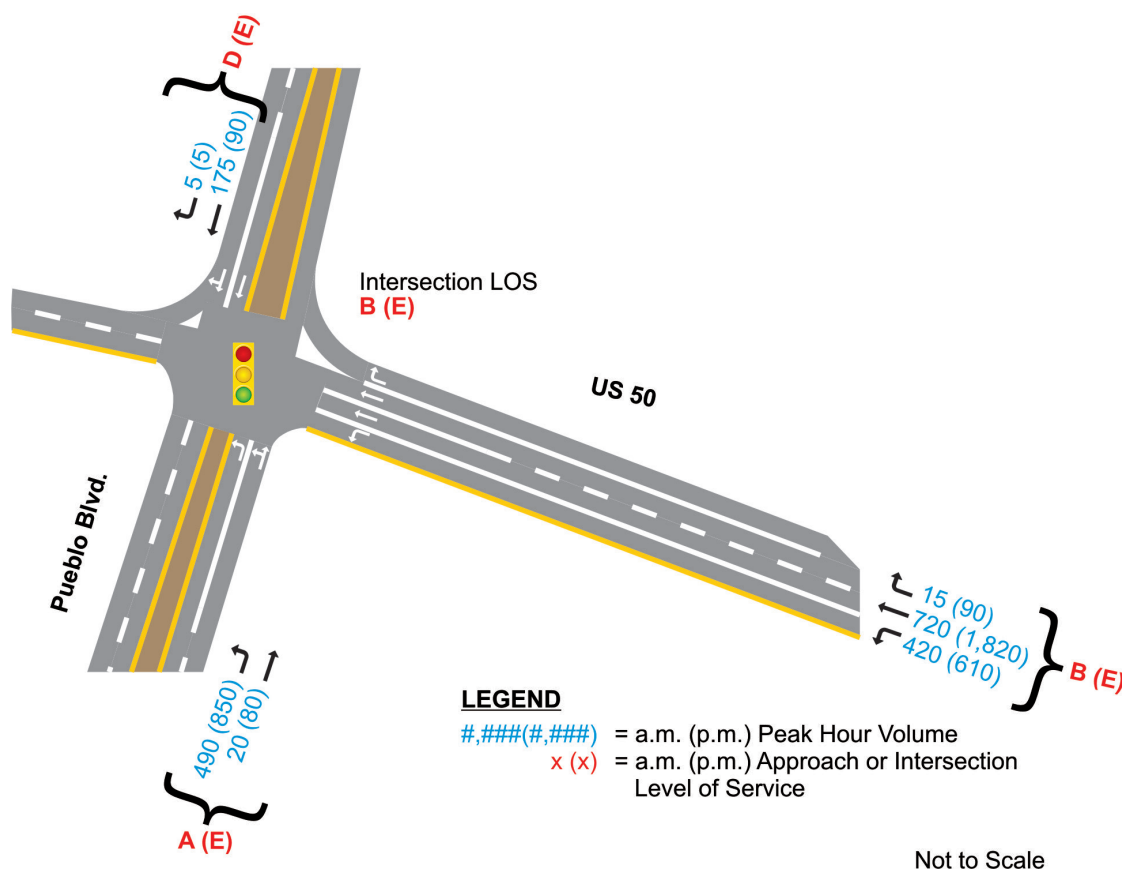 D (E)
5 (5)
175 (90)
Intersection LOS
B (E)
US 50
Pueblo Blvd.
15 (90)
720 (1,820)
420 (610)
B (E)
490 (850)
20 (80)
A (E)
LEGEND
#,###(#,###) = a.m. (p.m.) Peak Hour Volume
x (x) = a.m. (p.m.) Approach or Intersection
Level of Service
Not to Scale